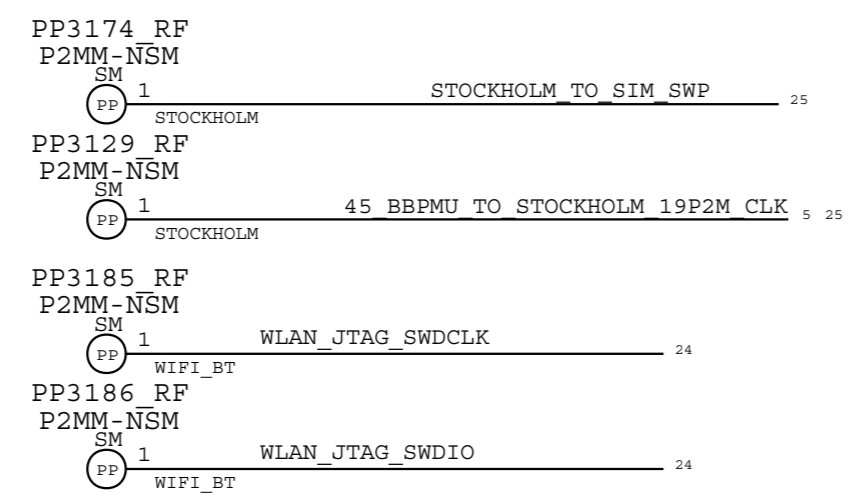 PP3174_RF
P2MM-NSM
SM
PP 1 STOCKHOLM_TO_SIM_SWP 25
STOCKHOLM
PP3129_RF
P2MM-NSM
SM
PP 1 45_BBPMU_TO_STOCKHOLM_19P2M_CLK 5 25
STOCKHOLM
PP3185_RF
P2MM-NSM
SM
PP 1 WLAN_JTAG_SWDCLK 24
WIFI_BT
PP3186_RF
P2MM-NSM
SM
PP 1 WLAN_JTAG_SWDIO 24
WIFI_BT